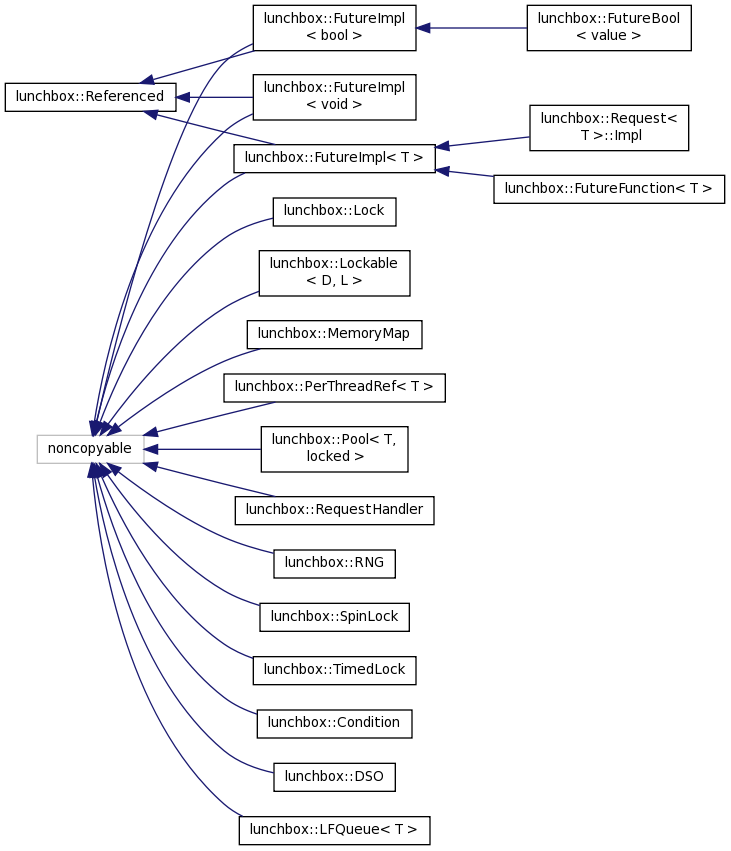 lunchbox::FutureImpl
< bool >
lunchbox::FutureBool
< value >
lunchbox::Referenced
lunchbox::FutureImpl
< void >
lunchbox::Request<
T >::Impl
lunchbox::FutureImpl< T >
lunchbox::FutureFunction< T >
lunchbox::Lock
lunchbox::Lockable
< D, L >
lunchbox::MemoryMap
lunchbox::PerThreadRef< T >
noncopyable
lunchbox::Pool< T,
locked >
lunchbox::RequestHandler
lunchbox::RNG
lunchbox::SpinLock
lunchbox::TimedLock
lunchbox::Condition
lunchbox::DSO
lunchbox::LFQueue< T >